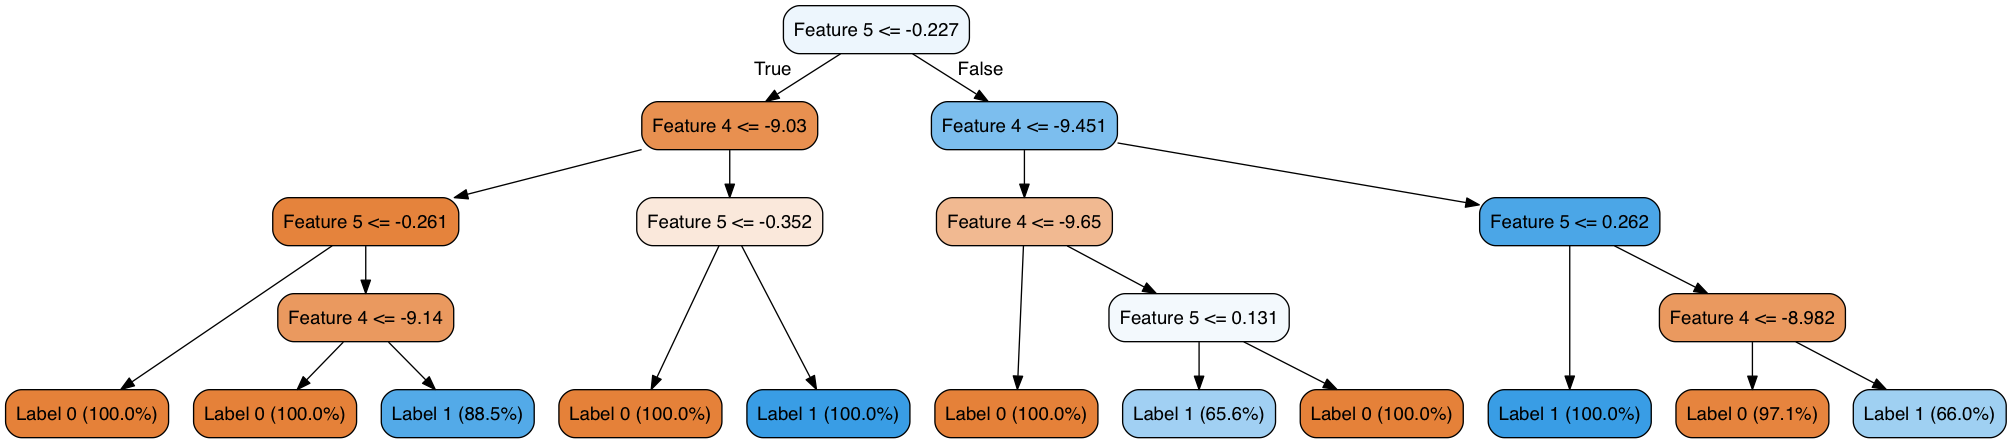 Feature 5 <= -0.227
True
False
Feature 4 <= -9.03
Feature 4 <= -9.451
Feature 5 <= -0.261
Feature 5 <= -0.352
Feature 4 <= -9.65
Feature 5 <= 0.262
Feature 4 <= -9.14
Feature 5 <= 0.131
Feature 4 <= -8.982
Label 0 (100.0%)
Label 0 (100.0%)
Label 1 (88.5%)
Label 0 (100.0%)
Label 1 (100.0%)
Label 0 (100.0%)
Label 1 (65.6%)
Label 0 (100.0%)
Label 1 (100.0%)
Label 0 (97.1%)
Label 1 (66.0%)